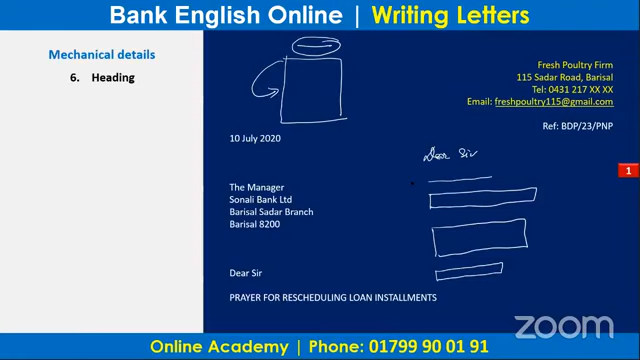 Bank English Online | Writing Letters
Mechanical details
6. Heading
Fresh Poultry Firm
115 Sadar Road, Barisal
Tel: 0431 217 XX XX
Email: freshpoultry115@gmail.com
Ref: BDP/23/PNP
10 July 2020
Dear Sir
1
The Manager
Sonali Bank Ltd
Barisal Sadar Branch
Barisal 8200
Dear Sir
PRAYER FOR RESCHEDULING LOAN INSTALLMENTS
zoom
Online Academy | Phone: 01799 90 01 91